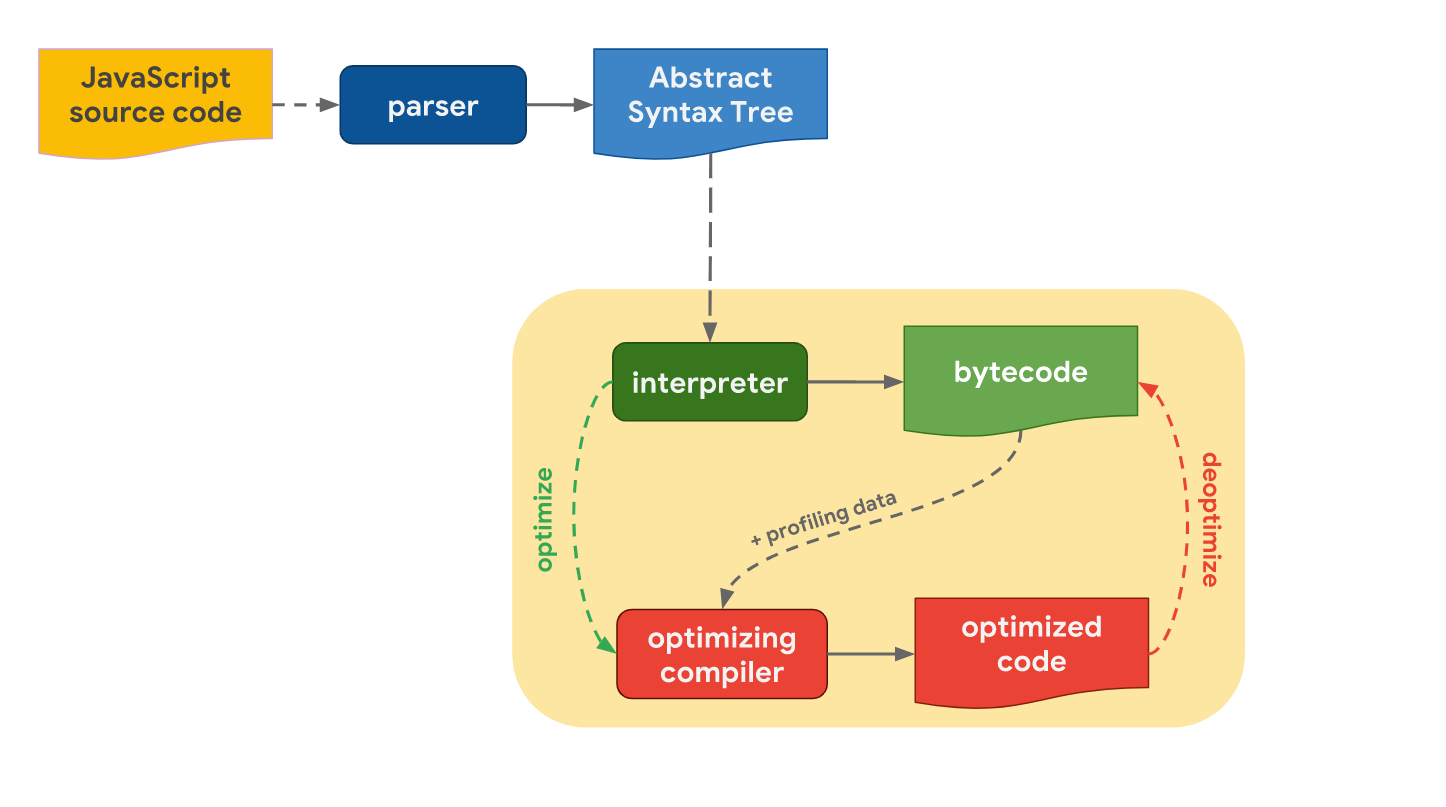 JavaScript
source code
parser
Abstract
Syntax Tree
interpreter
bytecode
optimize
+ profiling data
deoptimize
optimizing
compiler
optimized
code